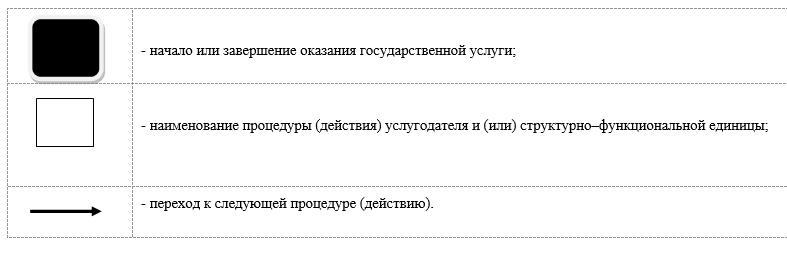 - начало или завершение оказания государственной услуги;
- наименование процедуры (действия) услугодателя и (или) структурно–функциональной единицы;
- переход к следующей процедуре (действию).